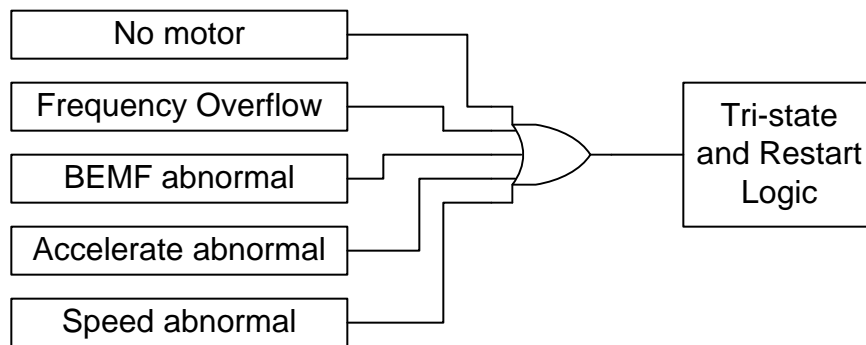 No motor
Frequency Overflow
BEMF abnormal
Accelerate abnormal
Speed abnormal
Tri-state
and Restart
Logic